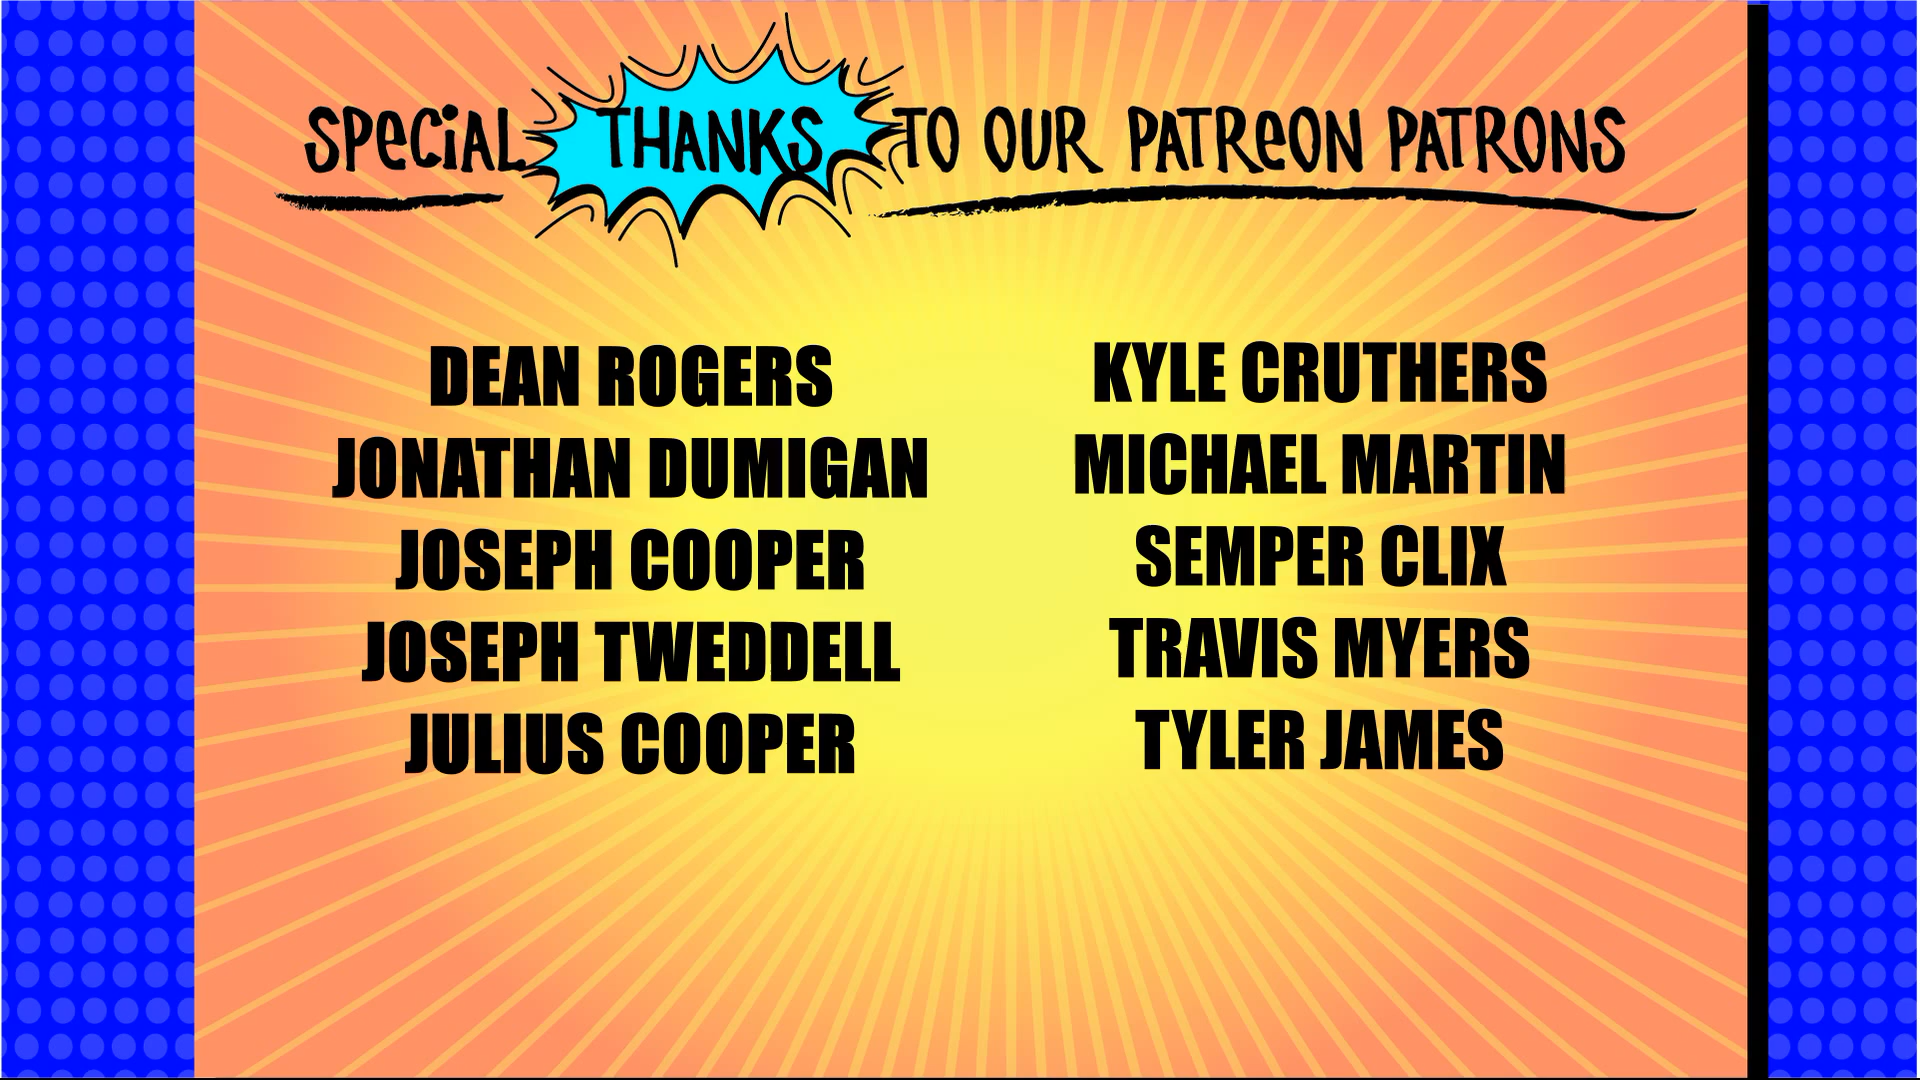 SPECiAL THANKS TO OUR PATReON PATRONS
DEAN ROGERS
JONATHAN DUMIGAN
JOSEPH COOPER
JOSEPH TWEDDELL
JULIUS COOPER
KYLE CRUTHERS
MICHAEL MARTIN
SEMPER CLIX
TRAVIS MYERS
TYLER JAMES